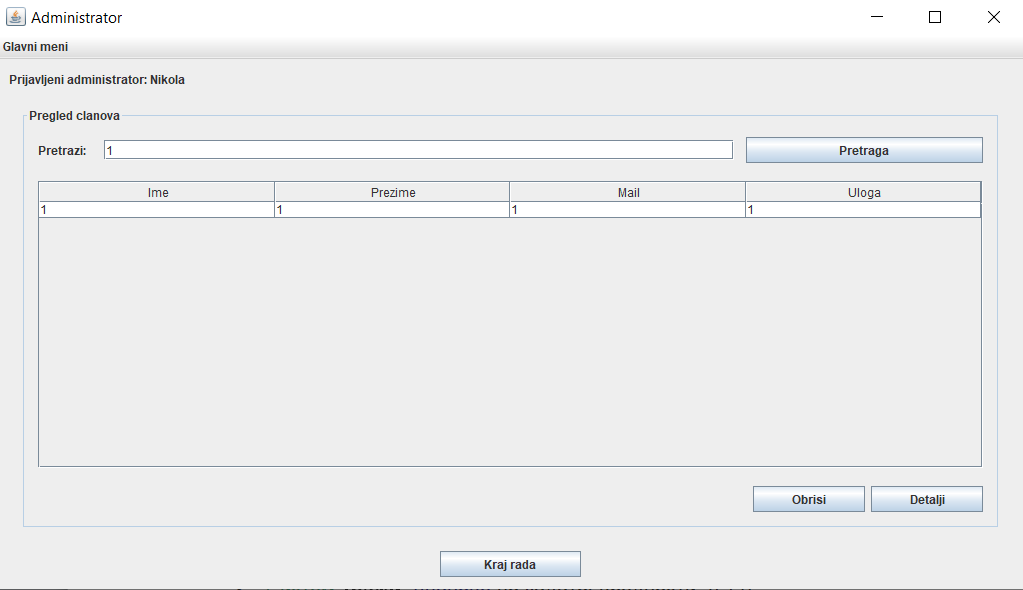 Administrator
Glavni meni
Prijavljeni administrator: Nikola
Pregled clanova
Pretrazi: 1 Pretraga
Ime Prezime Mail Uloga
1 1 1 1
Obrisi Detalji
Kraj rada